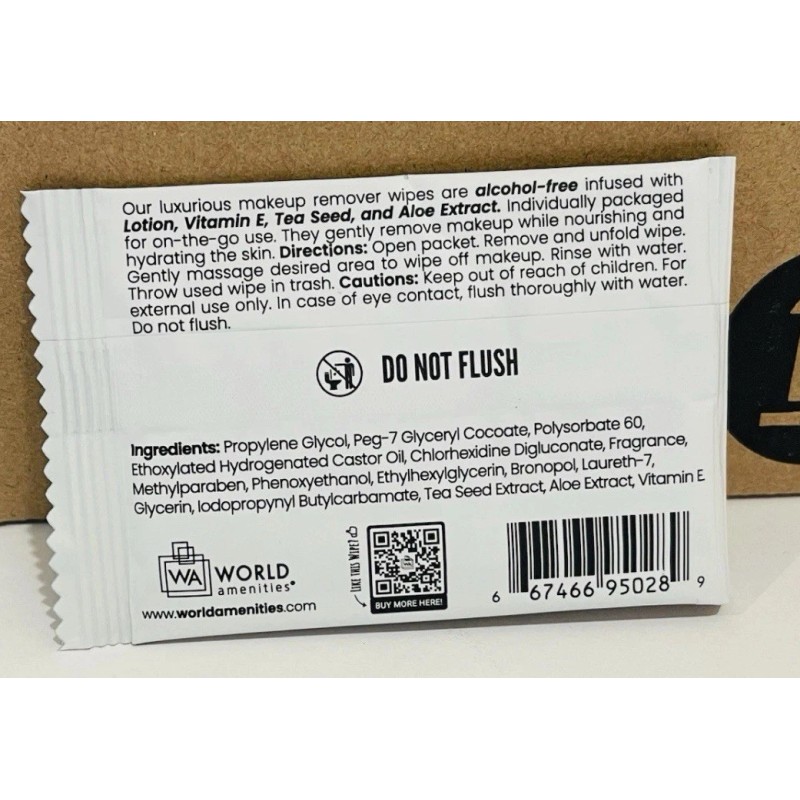 Our luxurious makeup remover wipes are alcohol-free infused with
Lotion, Vitamin E, Tea Seed, and Aloe Extract. Individually packaged
for on-the-go use. They gently remove makeup while nourishing and
hydrating the skin. Directions: Open packet. Remove and unfold wipe.
Gently massage desired area to wipe off makeup. Rinse with water.
Throw used wipe in trash. Cautions: Keep out of reach of children. For
external use only. In case of eye contact, flush thoroughly with water.
Do not flush.
DO NOT FLUSH
Ingredients: Propylene Glycol, Peg-7 Glyceryl Cocoate, Polysorbate 60,
Ethoxylated Hydrogenated Castor Oil, Chlorhexidine Digluconate, Fragrance,
Methylparaben, Phenoxyethanol, Ethylhexylglycerin, Bronopol, Laureth-7,
Glycerin, Iodopropynyl Butylcarbamate, Tea Seed Extract, Aloe Extract, Vitamin E
WA WORLD
amenities®
www.worldamenities.com
LIKE THIS WIPE?
BUY MORE HERE!
6 67466 95028 9